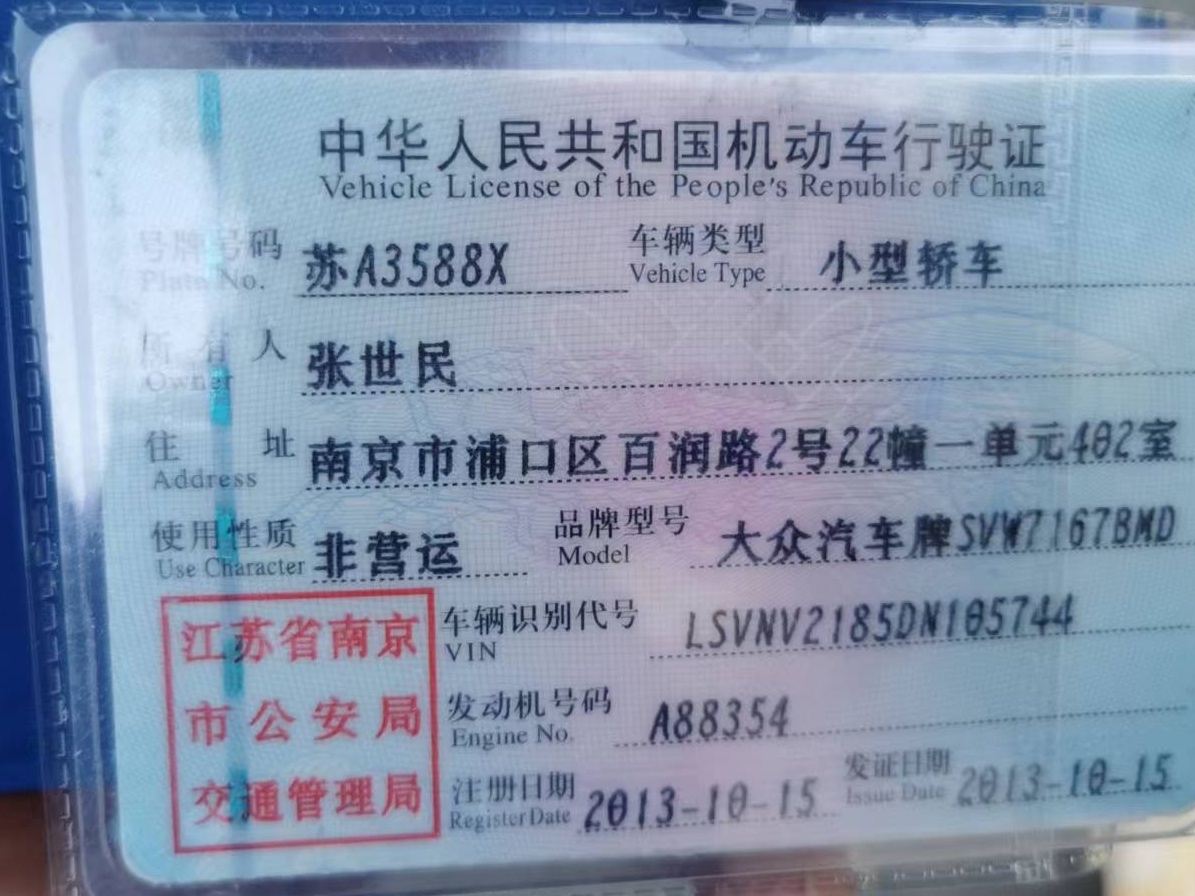 中华人民共和国机动车行驶证
Vehicle License of the People's Republic of China
号牌号码 苏A3588X 车辆类型 小型轿车
Plate No. Vehicle Type
所有人 张世民
Owner
住址 南京市浦口区百润路2号22幢一单元402室
Address
使用性质 非营运 品牌型号 大众汽车牌SVW7167BMD
Use Character Model
江苏省南京
市公安局
交通管理局
车辆识别代号 LSVNV2185DN105744
VIN
发动机号码 A88354
Engine No.
注册日期 2013-10-15 发证日期 2013-10-15
Register Date Issue Date